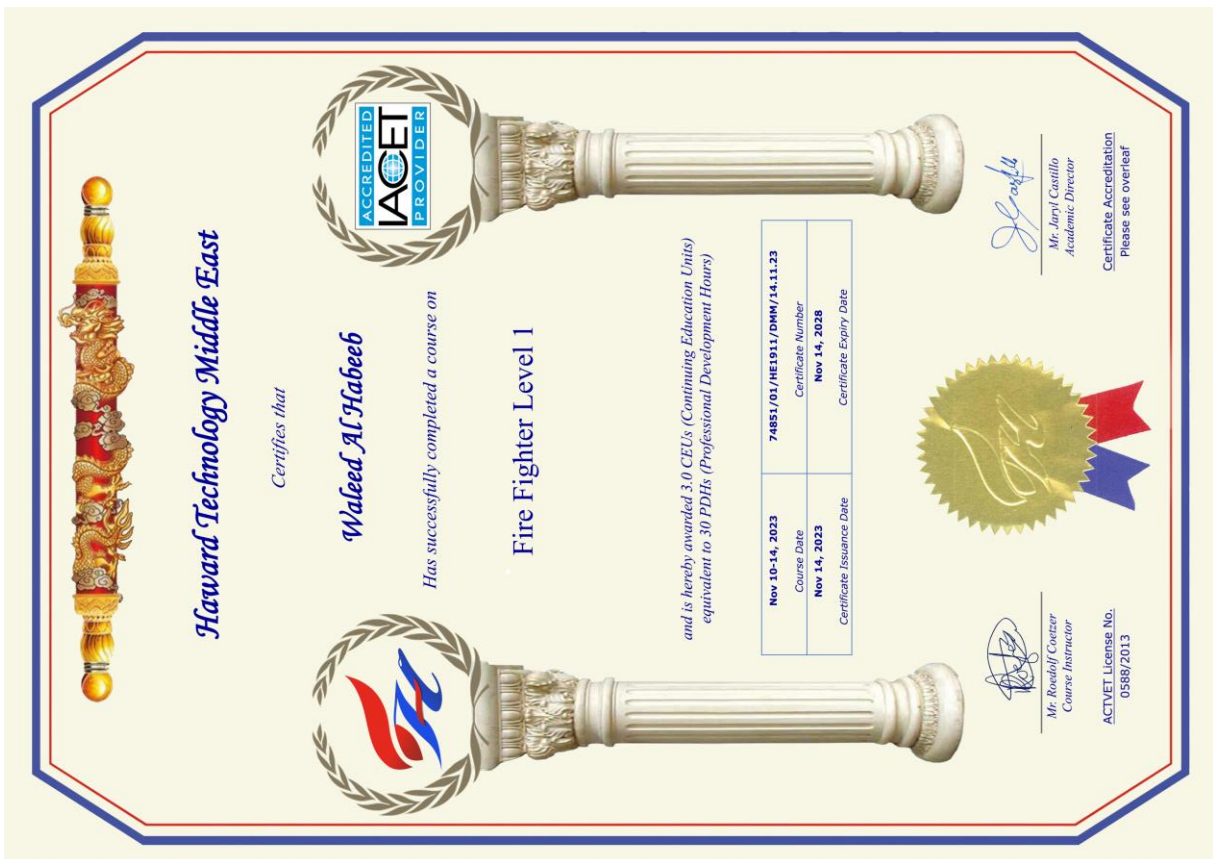 ACCREDITED
IACET
PROVIDER
Haward Technology Middle East
Certifies that
Waleed Al Habeeb
Has successfully completed a course on
Fire Fighter Level 1
and is hereby awarded 3.0 CEUs (Continuing Education Units)
equivalent to 30 PDHs (Professional Development Hours)
Nov 10-14, 2023 74851/01/HE1911/DMM/14.11.23
Course Date Certificate Number
Nov 14, 2023 Nov 14, 2028
Certificate Issuance Date Certificate Expiry Date
Mr. Roedolf Coetzer
Course Instructor
ACTVET License No.
0588/2013
Mr. Jaryl Castillo
Academic Director
Certificate Accreditation
Please see overleaf